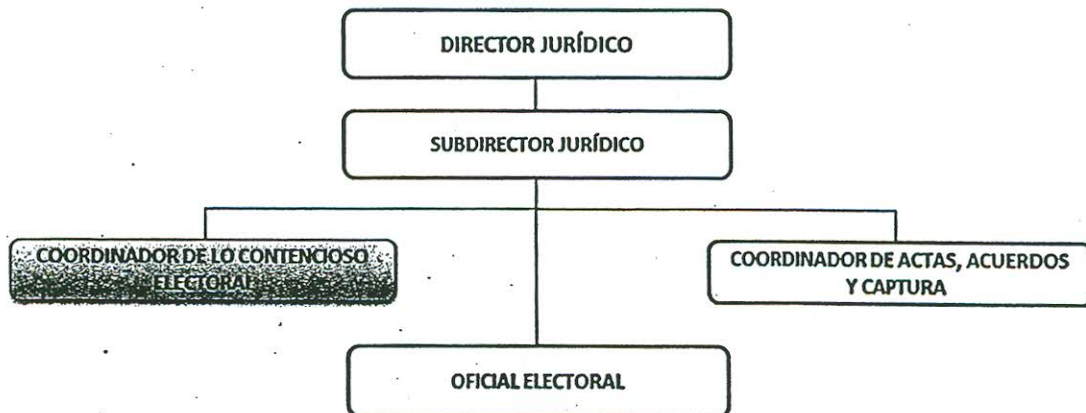 DIRECTOR JURÍDICO
SUBDIRECTOR JURÍDICO
COORDINADOR DE LO CONTENCIOSO
ELECTORAL
COORDINADOR DE ACTAS, ACUERDOS
Y CAPTURA
OFICIAL ELECTORAL